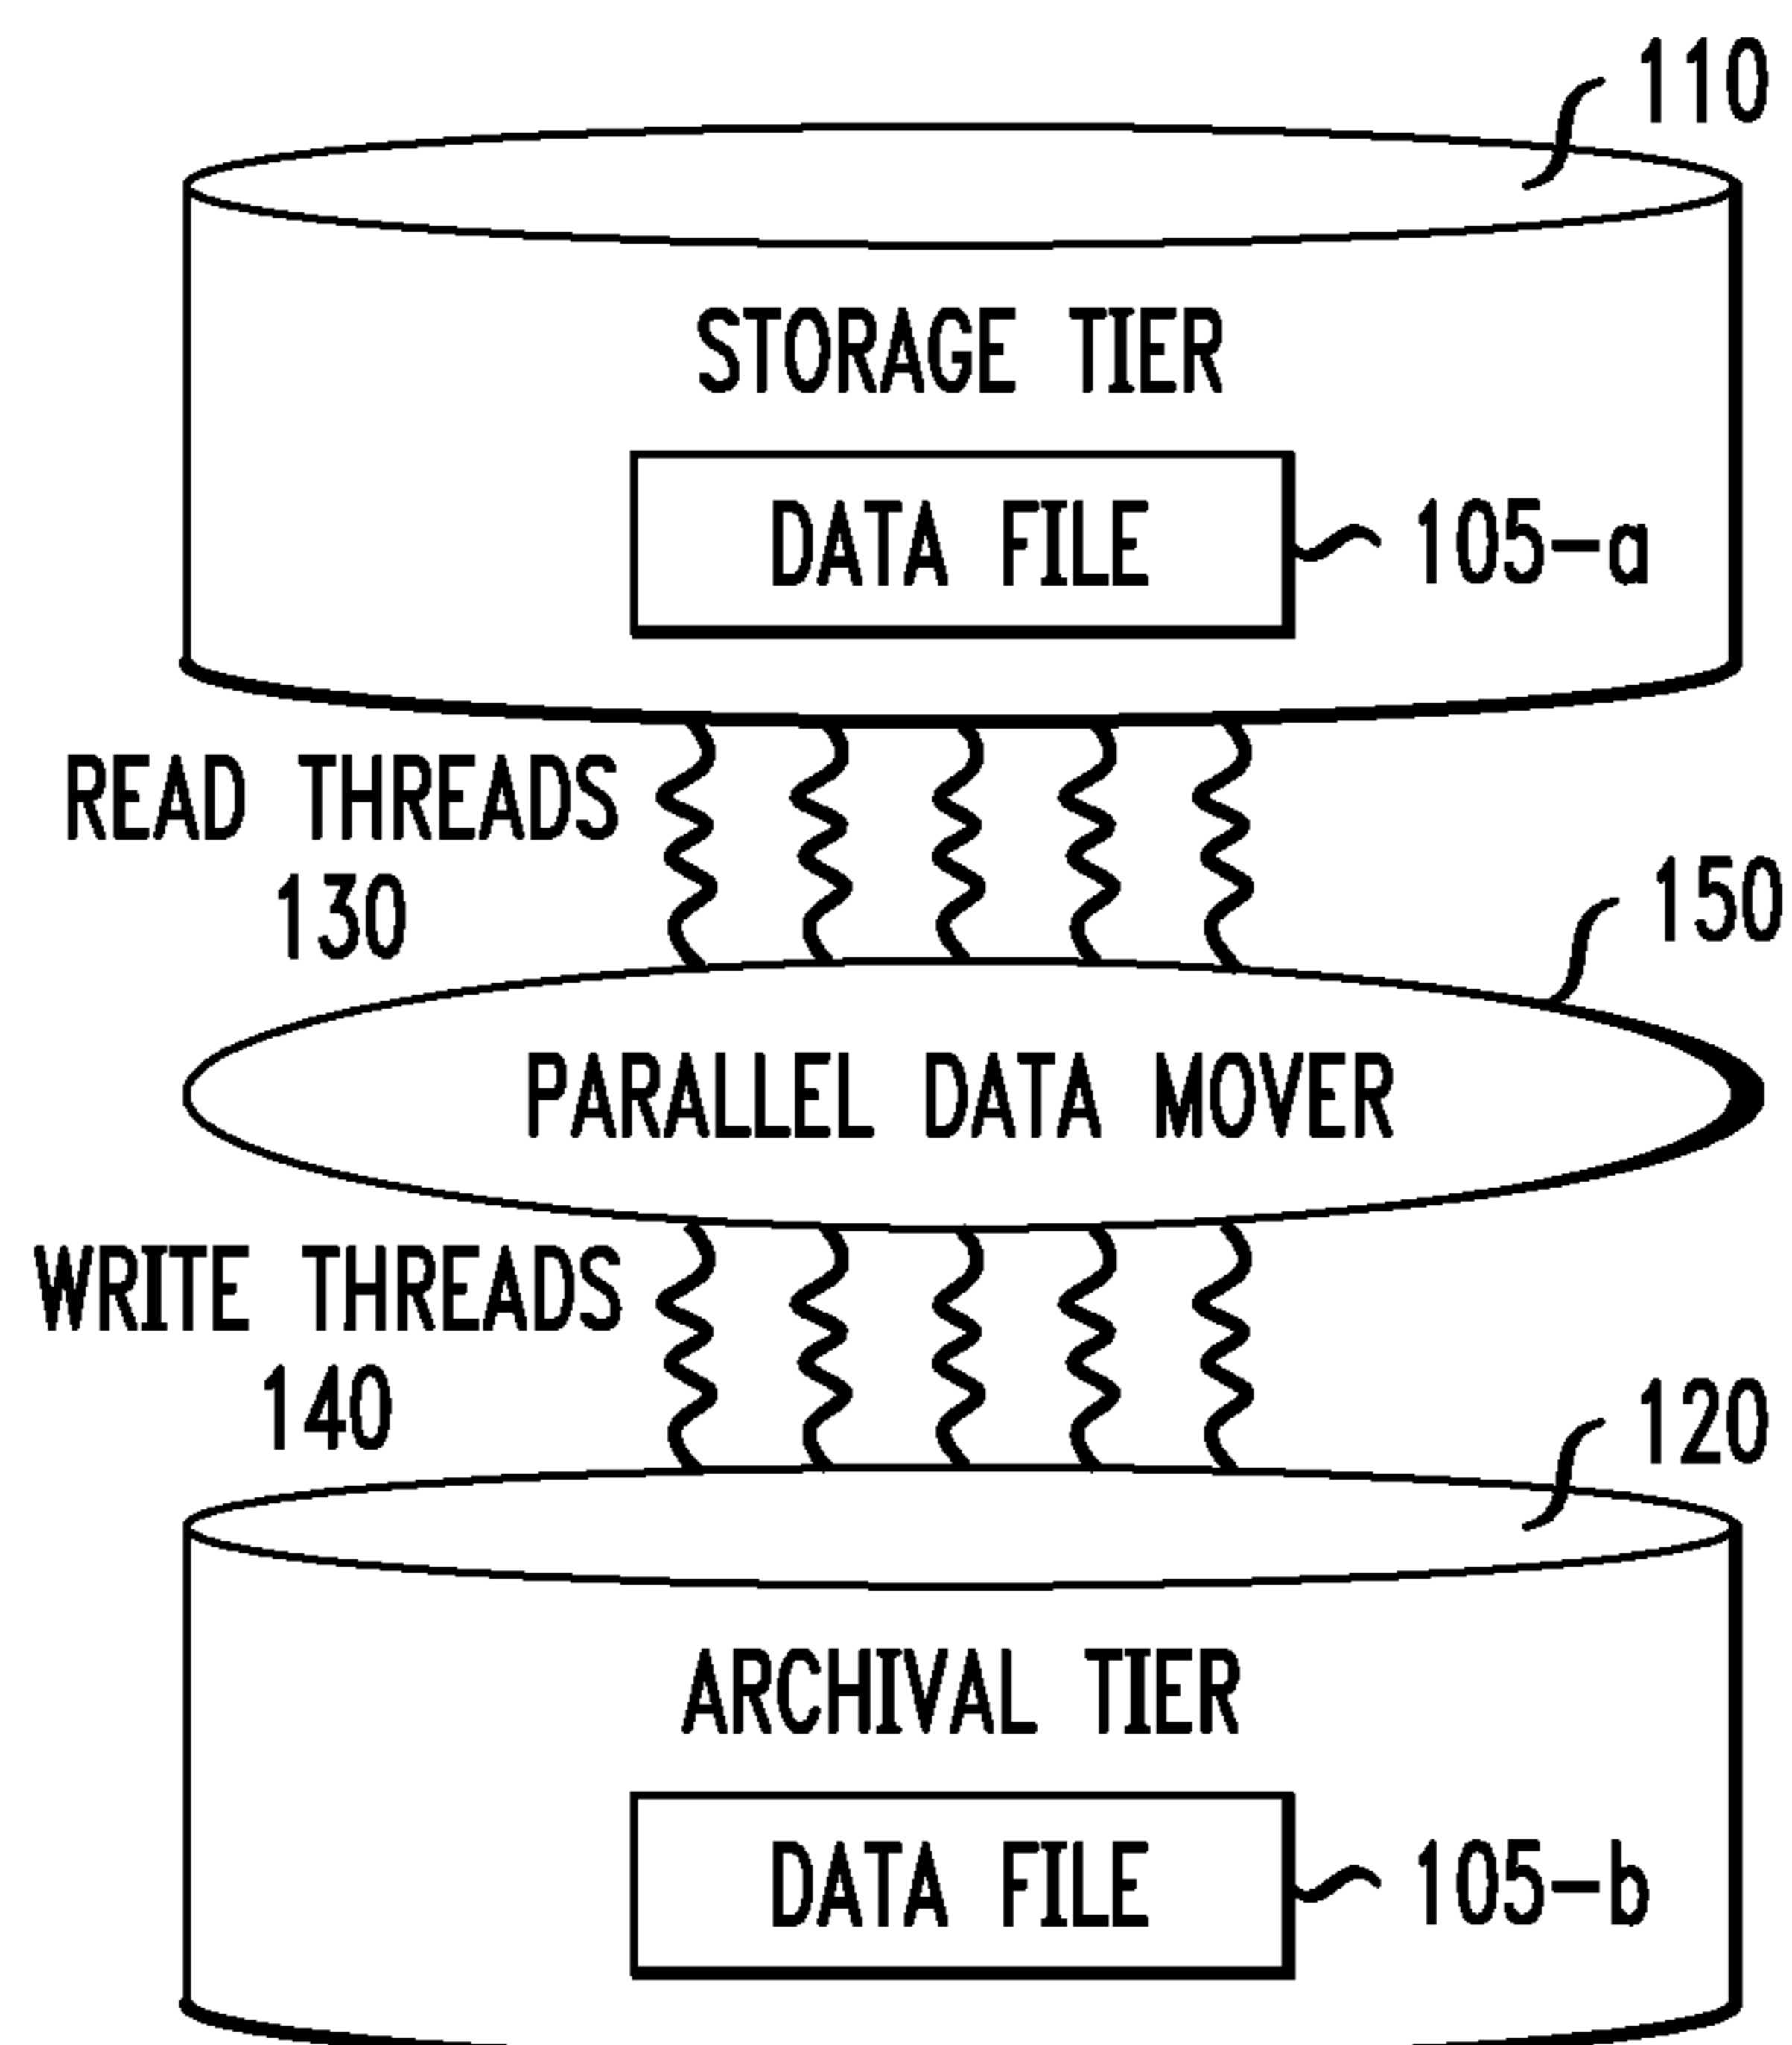 110
STORAGE TIER
DATA FILE
105-a
READ THREADS
130
150
PARALLEL DATA MOVER
WRITE THREADS
140
120
ARCHIVAL TIER
DATA FILE
105-b